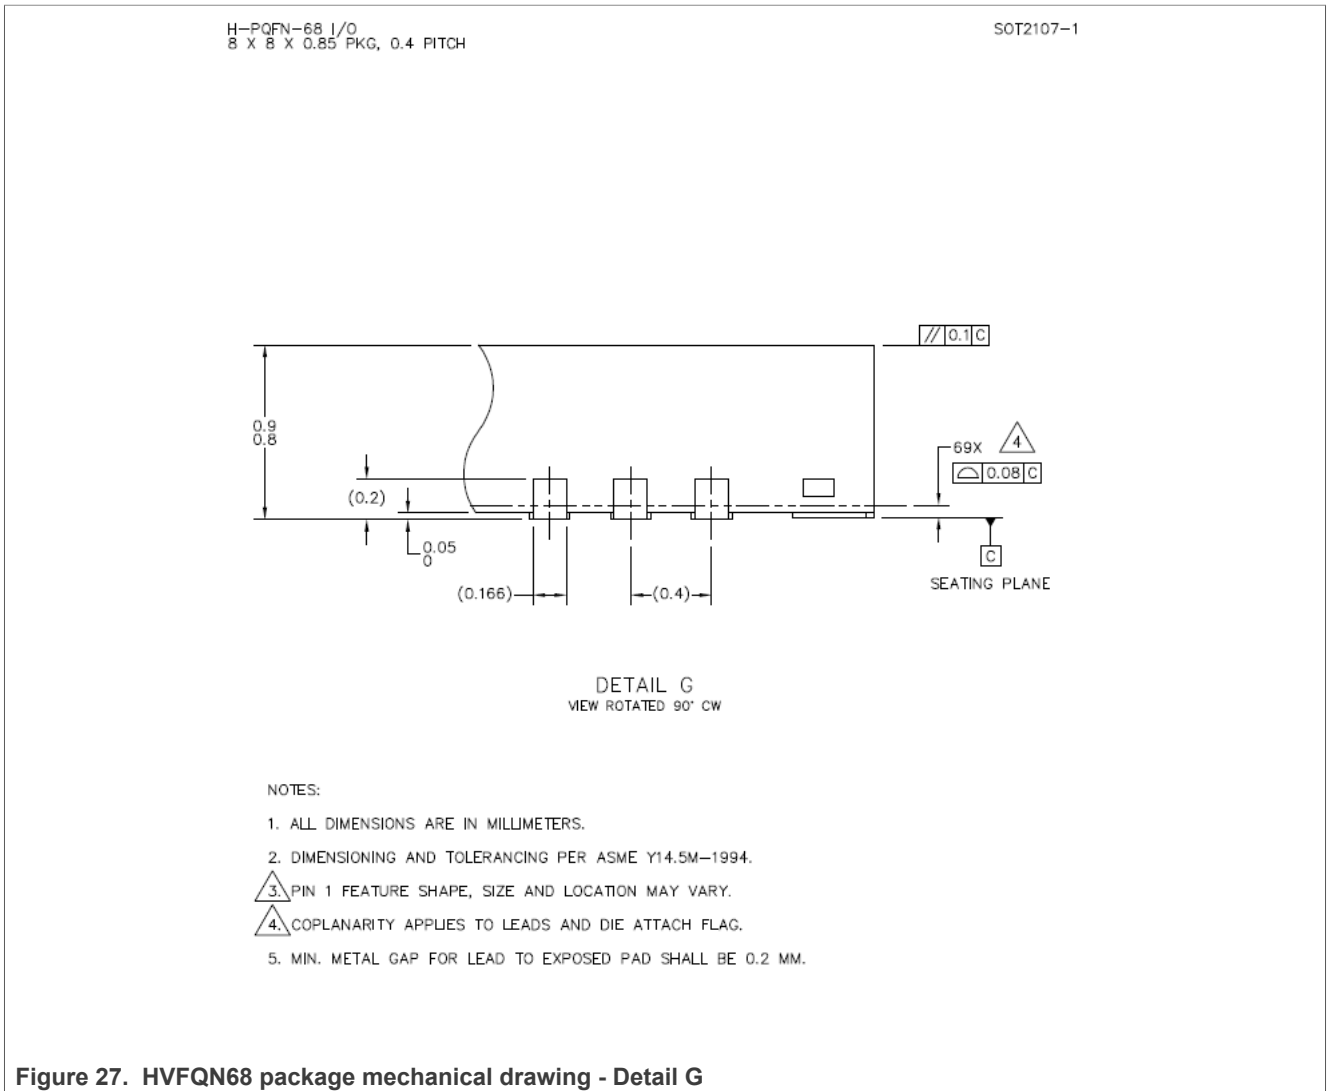 H-PQFN-68 I/O
8 X 8 X 0.85 PKG, 0.4 PITCH
SOT2107-1
// 0.1 C
0.9
0.8
69X 4
0.08 C
(0.2)
0.05
0
C
(0.166)
(0.4)
SEATING PLANE
DETAIL G
VIEW ROTATED 90° CW
NOTES:
1. ALL DIMENSIONS ARE IN MILLIMETERS.
2. DIMENSIONING AND TOLERANCING PER ASME Y14.5M-1994.
3. PIN 1 FEATURE SHAPE, SIZE AND LOCATION MAY VARY.
4. COPLANARITY APPLIES TO LEADS AND DIE ATTACH FLAG.
5. MIN. METAL GAP FOR LEAD TO EXPOSED PAD SHALL BE 0.2 MM.
Figure 27. HVFQN68 package mechanical drawing - Detail G